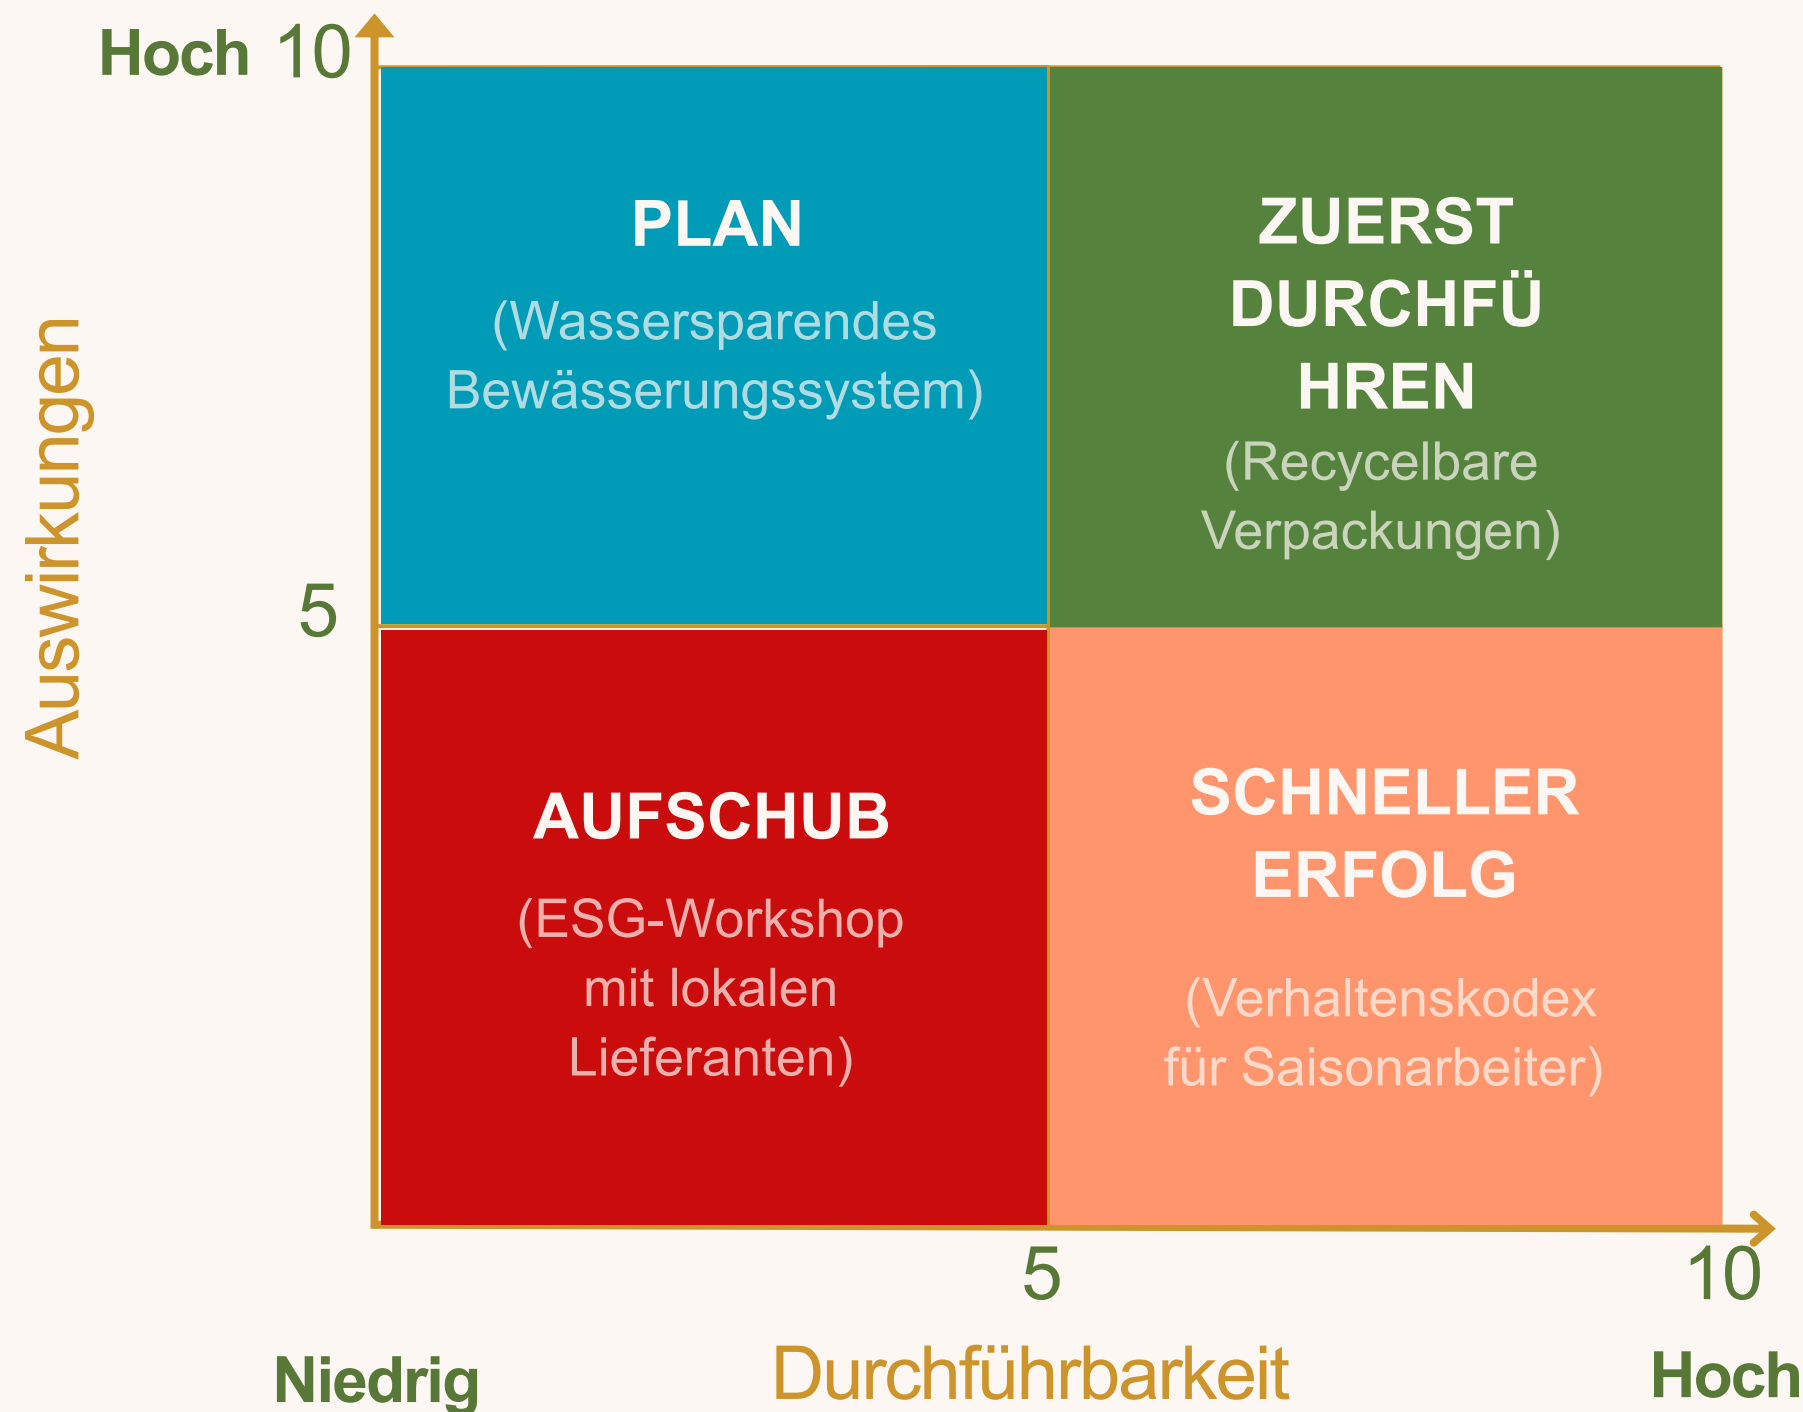 Hoch 10
PLAN
(Wassersparendes
Bewässerungssystem)
ZUERST
DURCHFÜ
HREN
(Recycelbare
Verpackungen)
Auswirkungen
5
AUFSCHUB
(ESG-Workshop
mit lokalen
Lieferanten)
SCHNELLER
ERFOLG
(Verhaltenskodex
für Saisonarbeiter)
5
10
Niedrig
Durchführbarkeit
Hoch